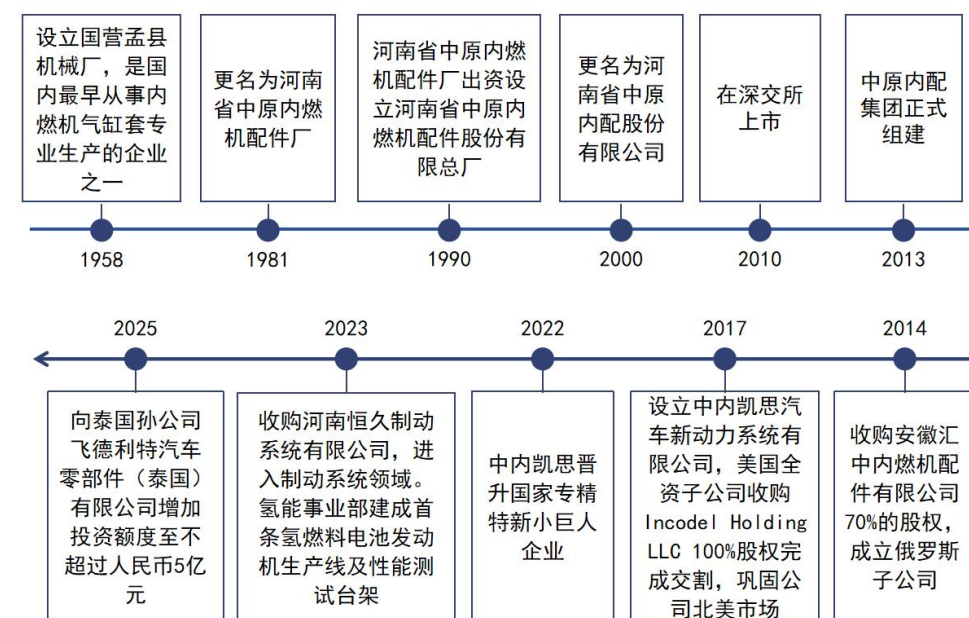 设立国营孟县
机械厂，是国
内最早从事内
燃机气缸套专
业生产的企业
之一
更名为河南
省中原内燃
机配件厂
河南省中原内燃
机配件厂出资设
立河南省中原内
燃机配件股份有
限总厂
更名为河
南省中原
内配股份
有限公司
在深交所
上市
中原内配
集团正式
组建
1958
1981
1990
2000
2010
2013
2025
2023
2022
2017
2014
向泰国孙公司
飞德利特汽车
零部件（泰国）
有限公司增加
投资额度至不
超过人民币5亿
元
收购河南恒久制动
系统有限公司，进
入制动系统领域。
氢能事业部建成首
条氢燃料电池发动
机生产线及性能测
试台架
中内凯思晋
升国家专精
特新小巨人
企业
设立中内凯思汽
车新动力系统有
限公司，美国全
资子公司收购
Incodel Holding
LLC 100%股权完
成交割，巩固公
司北美市场
收购安徽汇
中内燃机配
件有限公司
70%的股权，
成立俄罗斯
子公司